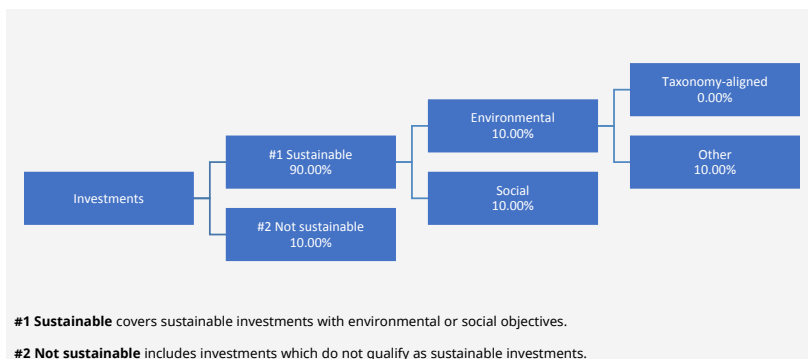 Taxonomy-aligned
0.00%
Environmental
10.00%
#1 Sustainable
90.00%
Other
10.00%
Investments
Social
10.00%
#2 Not sustainable
10.00%
#1 Sustainable covers sustainable investments with environmental or social objectives.
#2 Not sustainable includes investments which do not qualify as sustainable investments.